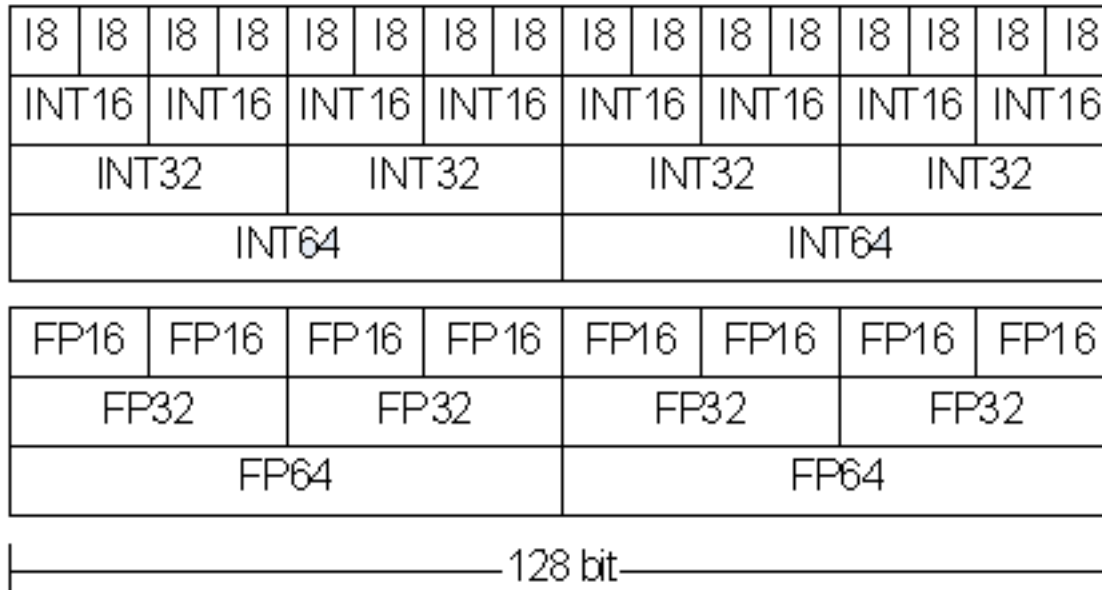 I8 I8 I8 I8 I8 I8 I8 I8 I8 I8 I8 I8 I8 I8 I8 I8
INT16 INT16 INT16 INT16 INT16 INT16 INT16 INT16
INT32 INT32 INT32 INT32
INT64 INT64
FP16 FP16 FP16 FP16 FP16 FP16 FP16 FP16
FP32 FP32 FP32 FP32
FP64 FP64
128 bit